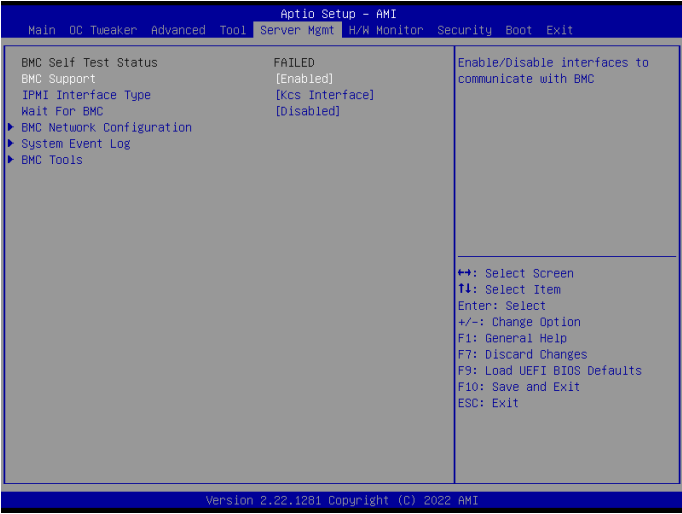 Aptio Setup – AMI
Main OC Tweaker Advanced Tool Server Mgmt H/W Monitor Security Boot Exit
BMC Self Test Status FAILED
BMC Support [Enabled]
IPMI Interface Type [Kcs Interface]
Wait For BMC [Disabled]
BMC Network Configuration
System Event Log
BMC Tools
Enable/Disable interfaces to
communicate with BMC
→←: Select Screen
↑↓: Select Item
Enter: Select
+/-: Change Option
F1: General Help
F7: Discard Changes
F9: Load UEFI BIOS Defaults
F10: Save and Exit
ESC: Exit
Version 2.22.1281 Copyright (C) 2022 AMI